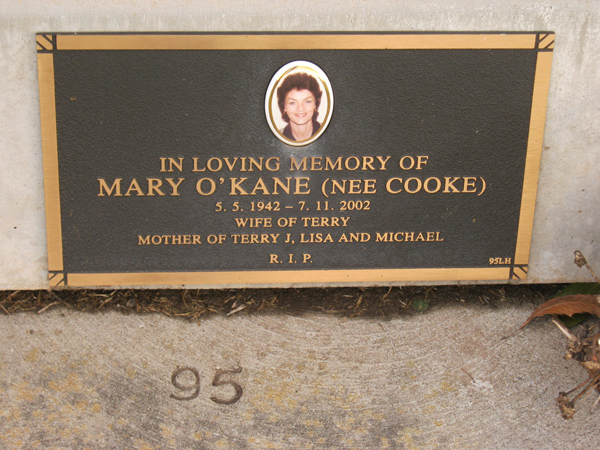 IN LOVING MEMORY OF
MARY O'KANE (NEE COOKE)
5. 5. 1942 – 7. 11. 2002
WIFE OF TERRY
MOTHER OF TERRY J, LISA AND MICHAEL
R. I. P.
95LH
95